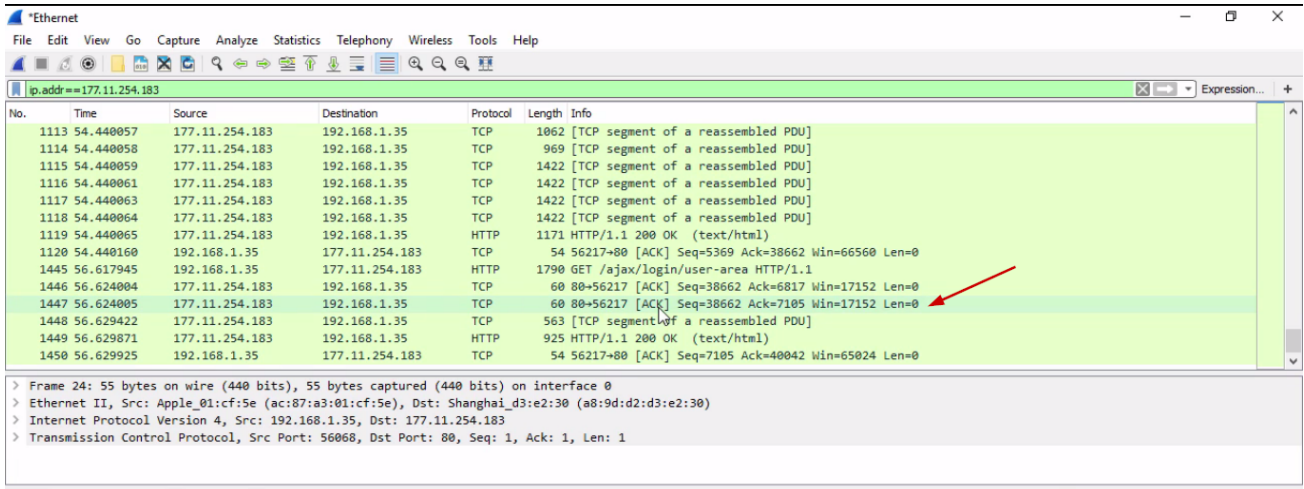 *Ethernet
File Edit View Go Capture Analyze Statistics Telephony Wireless Tools Help
ip.addr==177.11.254.183 Expression... +
No. Time Source Destination Protocol Length Info
1113 54.440057 177.11.254.183 192.168.1.35 TCP 1062 [TCP segment of a reassembled PDU]
1114 54.440058 177.11.254.183 192.168.1.35 TCP 969 [TCP segment of a reassembled PDU]
1115 54.440059 177.11.254.183 192.168.1.35 TCP 1422 [TCP segment of a reassembled PDU]
1116 54.440061 177.11.254.183 192.168.1.35 TCP 1422 [TCP segment of a reassembled PDU]
1117 54.440063 177.11.254.183 192.168.1.35 TCP 1422 [TCP segment of a reassembled PDU]
1118 54.440064 177.11.254.183 192.168.1.35 TCP 1422 [TCP segment of a reassembled PDU]
1119 54.440065 177.11.254.183 192.168.1.35 HTTP 1171 HTTP/1.1 200 OK (text/html)
1120 54.440160 192.168.1.35 177.11.254.183 TCP 54 56217→80 [ACK] Seq=5369 Ack=38662 Win=66560 Len=0
1445 56.617945 192.168.1.35 177.11.254.183 HTTP 1790 GET /ajax/login/user-area HTTP/1.1
1446 56.624004 177.11.254.183 192.168.1.35 TCP 60 80→56217 [ACK] Seq=38662 Ack=6817 Win=17152 Len=0
1447 56.624005 177.11.254.183 192.168.1.35 TCP 60 80→56217 [ACK] Seq=38662 Ack=7105 Win=17152 Len=0
1448 56.629422 177.11.254.183 192.168.1.35 TCP 563 [TCP segment of a reassembled PDU]
1449 56.629871 177.11.254.183 192.168.1.35 HTTP 925 HTTP/1.1 200 OK (text/html)
1450 56.629925 192.168.1.35 177.11.254.183 TCP 54 56217→80 [ACK] Seq=7105 Ack=40042 Win=65024 Len=0
> Frame 24: 55 bytes on wire (440 bits), 55 bytes captured (440 bits) on interface 0
> Ethernet II, Src: Apple_01:cf:5e (ac:87:a3:01:cf:5e), Dst: Shanghai_d3:e2:30 (a8:9d:d2:d3:e2:30)
> Internet Protocol Version 4, Src: 192.168.1.35, Dst: 177.11.254.183
> Transmission Control Protocol, Src Port: 56068, Dst Port: 80, Seq: 1, Ack: 1, Len: 1